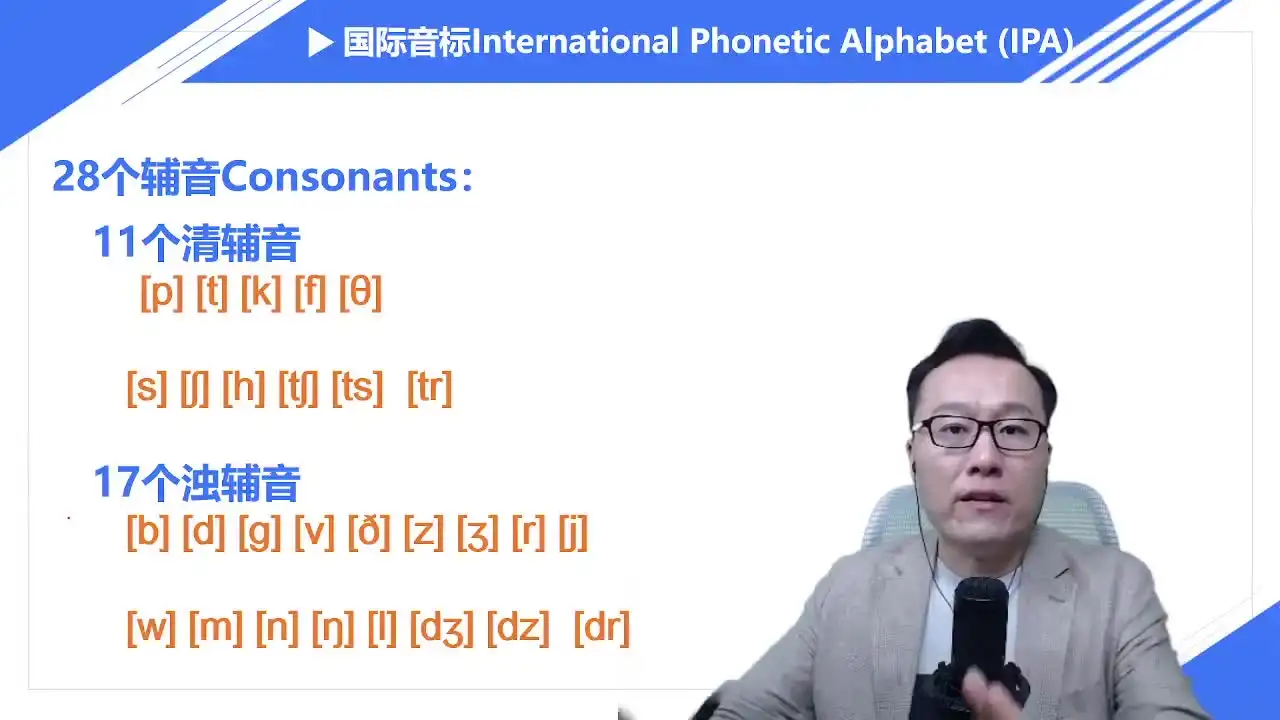 ▶ 国际音标International Phonetic Alphabet (IPA)
28个辅音Consonants：
11个清辅音
[p] [t] [k] [f] [θ]
[s] [ʃ] [h] [tʃ] [ts] [tr]
17个浊辅音
[b] [d] [g] [v] [ð] [z] [ʒ] [r] [j]
[w] [m] [n] [ŋ] [l] [dʒ] [dz] [dr]